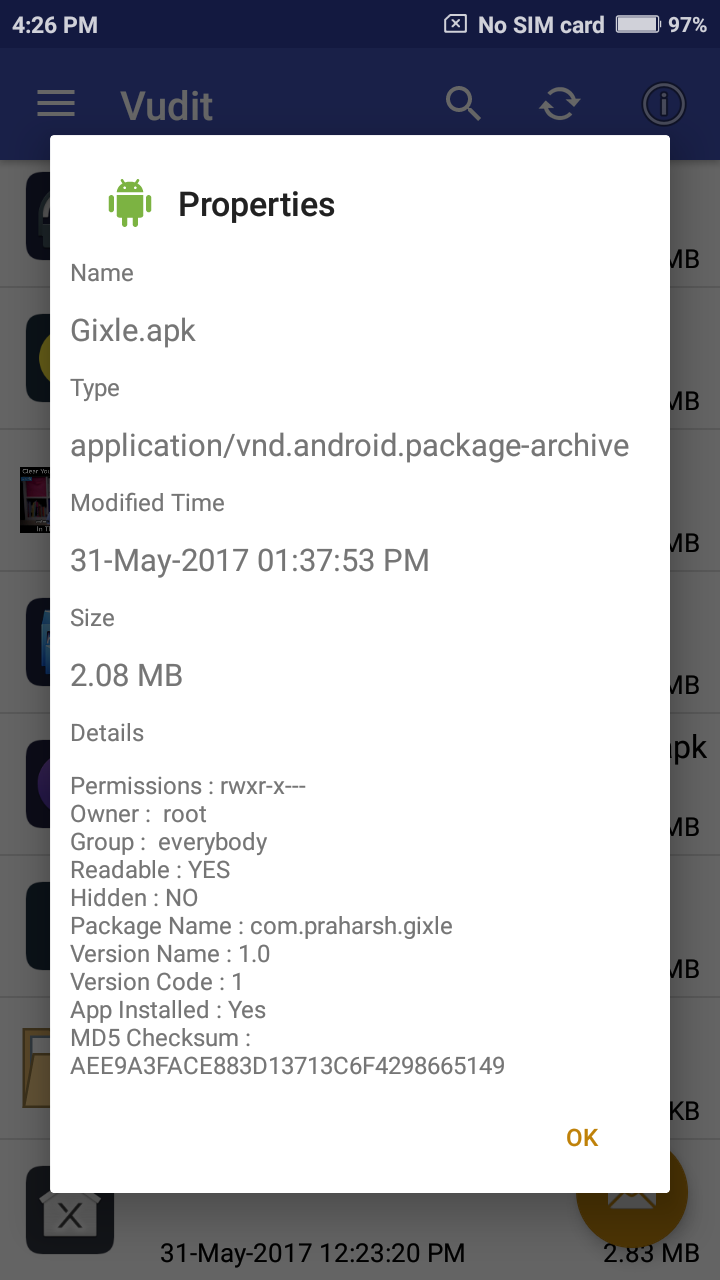 4:26 PM No SIM card 97%
Vudit
Properties
MB
Name
Gixle.apk
MB
Type
application/vnd.android.package-archive
Modified Time
In Th
MB
31-May-2017 01:37:53 PM
Size
2.08 MB
MB
Details
apk
Permissions : rwxr-x---
Owner : root
MB
Group : everybody
Readable : YES
Hidden : NO
Package Name : com.praharsh.gixle
Version Name : 1.0
MB
Version Code : 1
App Installed : Yes
MD5 Checksum :
AEE9A3FACE883D13713C6F4298665149
KB
OK
X
31-May-2017 12:23:20 PM 2.83 MB